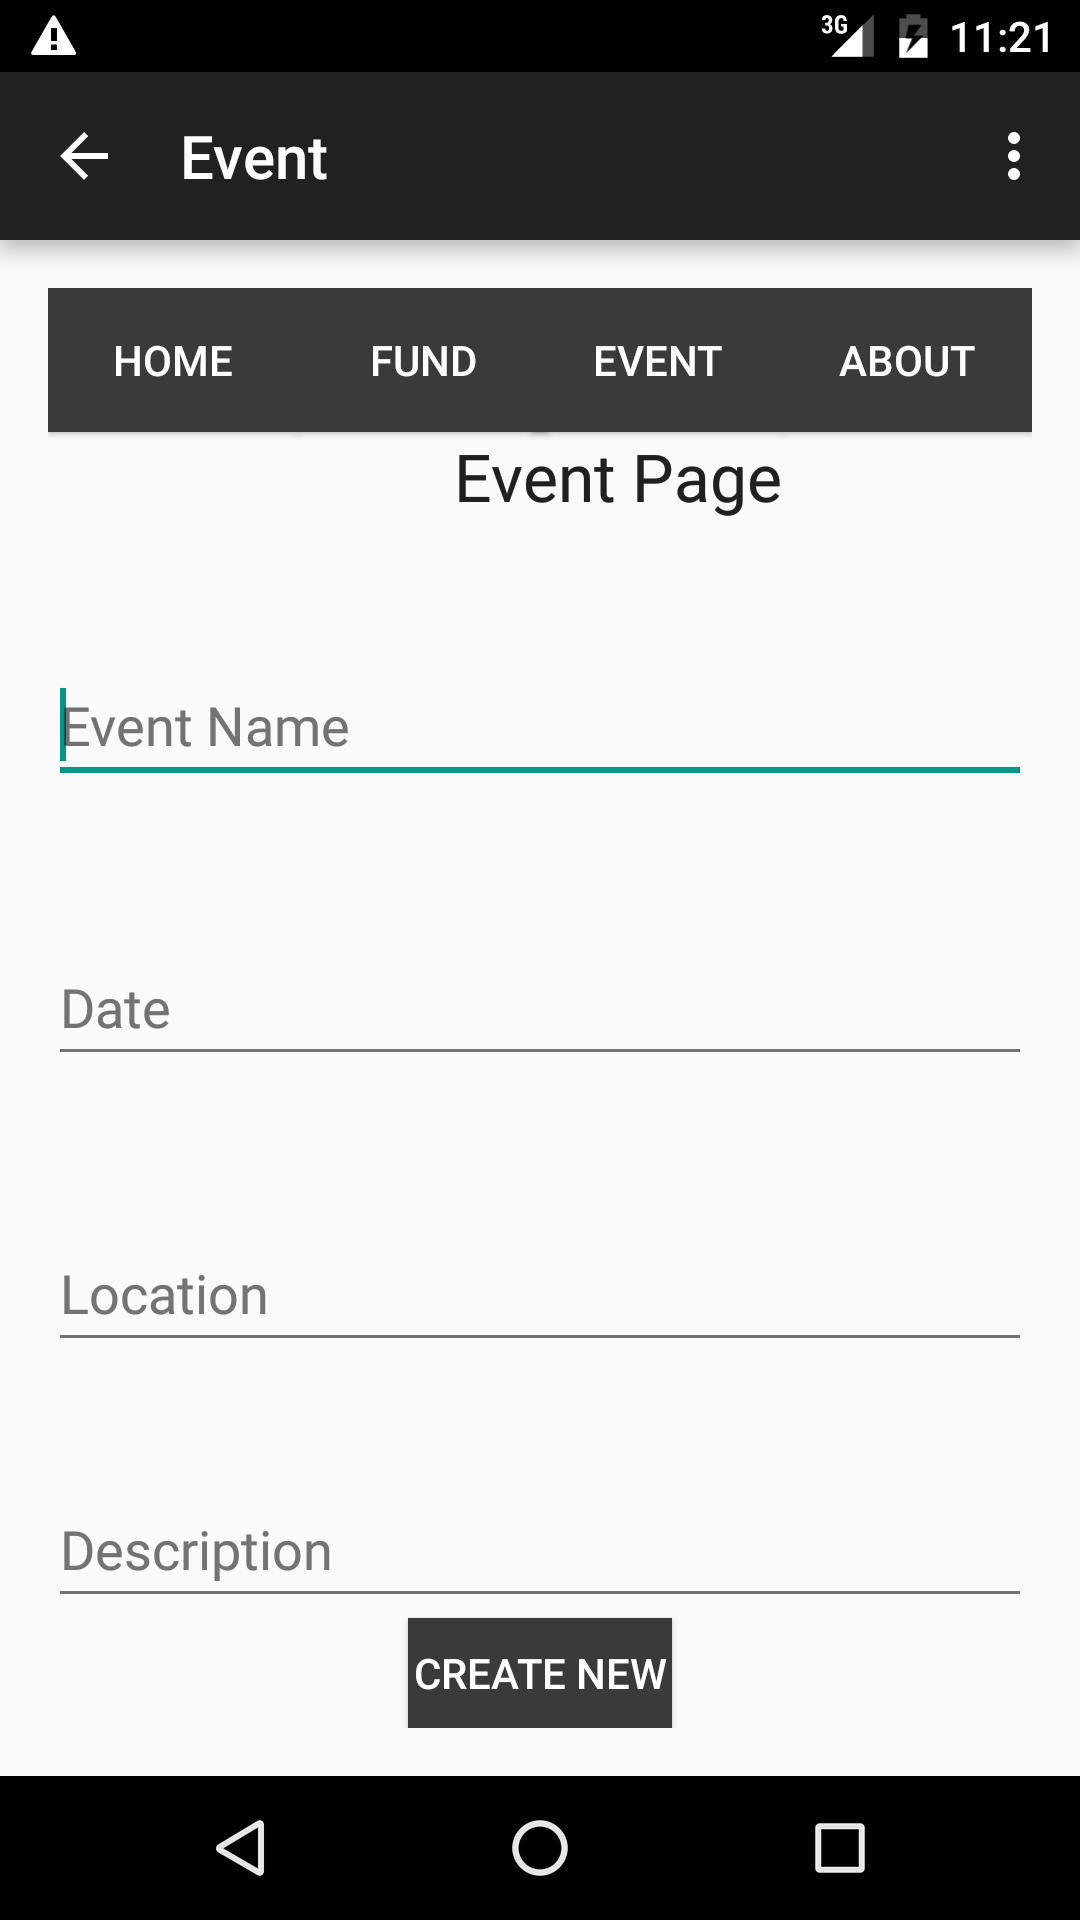 3G 11:21
Event
HOME FUND EVENT ABOUT
Event Page
Event Name
Date
Location
Description
CREATE NEW